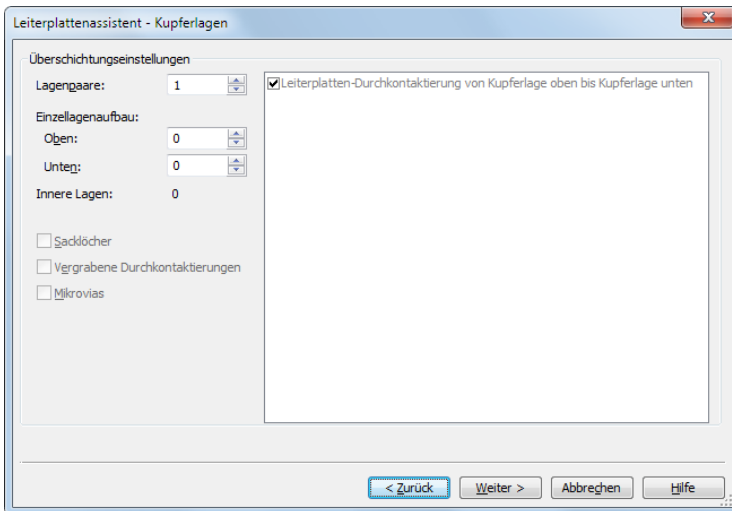 Leiterplattenassistent - Kupferlagen
Überschichtungseinstellungen
Lagenpaare: 1
Leiterplatten-Durchkontaktierung von Kupferlage oben bis Kupferlage unten
Einzellagenaufbau:
Oben: 0
Unten: 0
Innere Lagen: 0
Sacklöcher
Vergrabene Durchkontaktierungen
Mikrovias
< Zurück Weiter > Abbrechen Hilfe